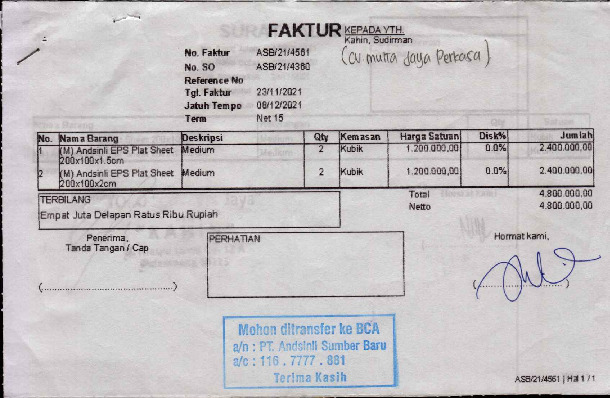 FAKTUR
KEPADA YTH.
Kahin, Sudirman
(CV mutra Jaya Perkasa)
No. Faktur ASB/21/4561
No. SO ASB/21/4380
Reference No
Tgl. Faktur 23/11/2021
Jatuh Tempo 08/12/2021
Term Net 15
No. Nama Barang Deskripsi Qty Kemasan Harga Satuan Disk% Jumlah
1 (M) Andsinli EPS Plat Sheet Medium 2 Kubik 1.200.000,00 0.0% 2.400.000,00
200x100x1.5cm
2 (M) Andsinli EPS Plat Sheet Medium 2 Kubik 1.200.000,00 0.0% 2.400.000,00
200x100x2cm
Total 4.800.000,00
Netto 4.800.000,00
TERBILANG
Empat Juta Delapan Ratus Ribu Rupiah
Penerima,
Tanda Tangan / Cap
(..............................)
PERHATIAN
Hormat kami,
(....................)
Mohon ditransfer ke BCA
a/n : PT. Andsinli Sumber Baru
a/c : 116 . 7777 . 881
Terima Kasih
ASB/21/4561 | Hal 1 / 1